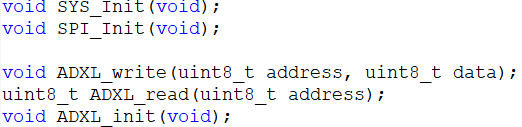 void SYS_Init(void);
void SPI_Init(void);
void ADXL_write(uint8_t address, uint8_t data);
uint8_t ADXL_read(uint8_t address);
void ADXL_init(void);